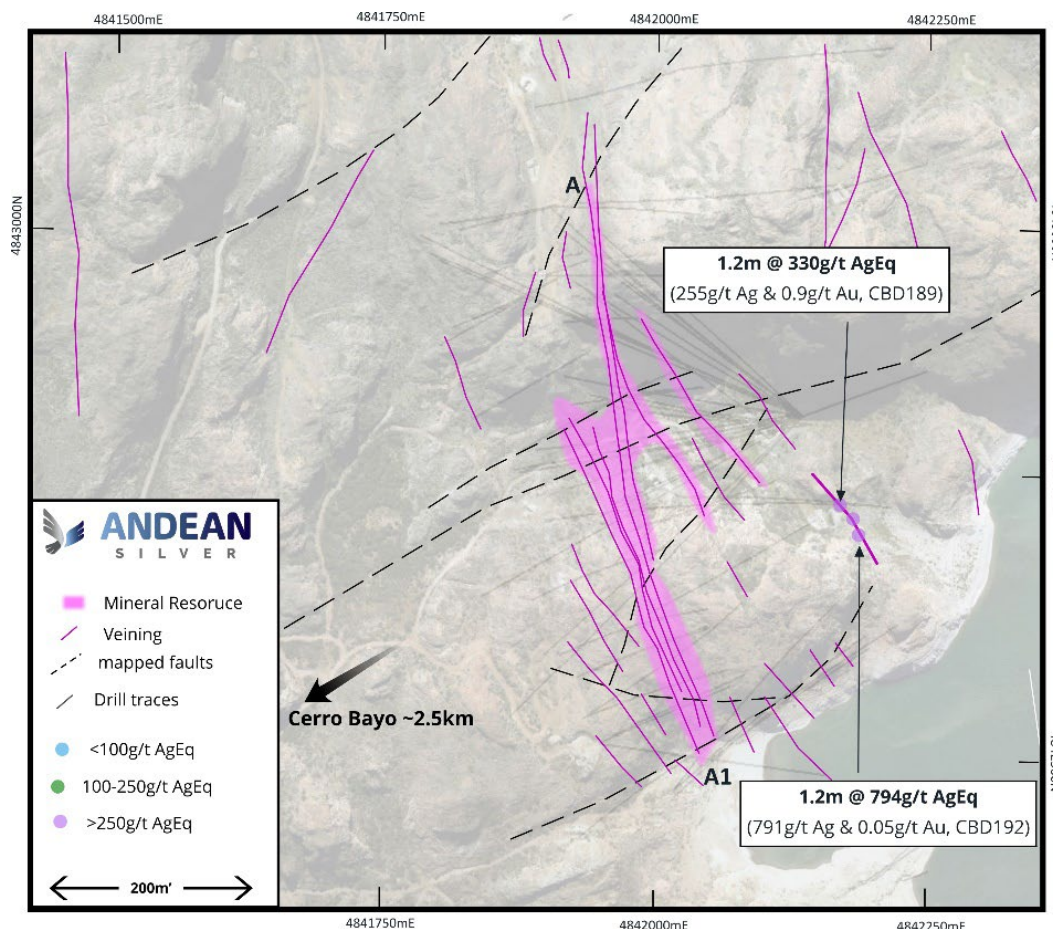 4841500mE
4841750mE
4842000mE
4842250mE
4843000N
A
1.2m @ 330g/t AgEq
(255g/t Ag & 0.9g/t Au, CBD189)
ANDEAN
SILVER
Mineral Resoruce
Veining
mapped faults
Drill traces
<100g/t AgEq
100-250g/t AgEq
>250g/t AgEq
200m'
Cerro Bayo ~2.5km
A1
1.2m @ 794g/t AgEq
(791g/t Ag & 0.05g/t Au, CBD192)
4841750mE
4842000mE
4842250mE